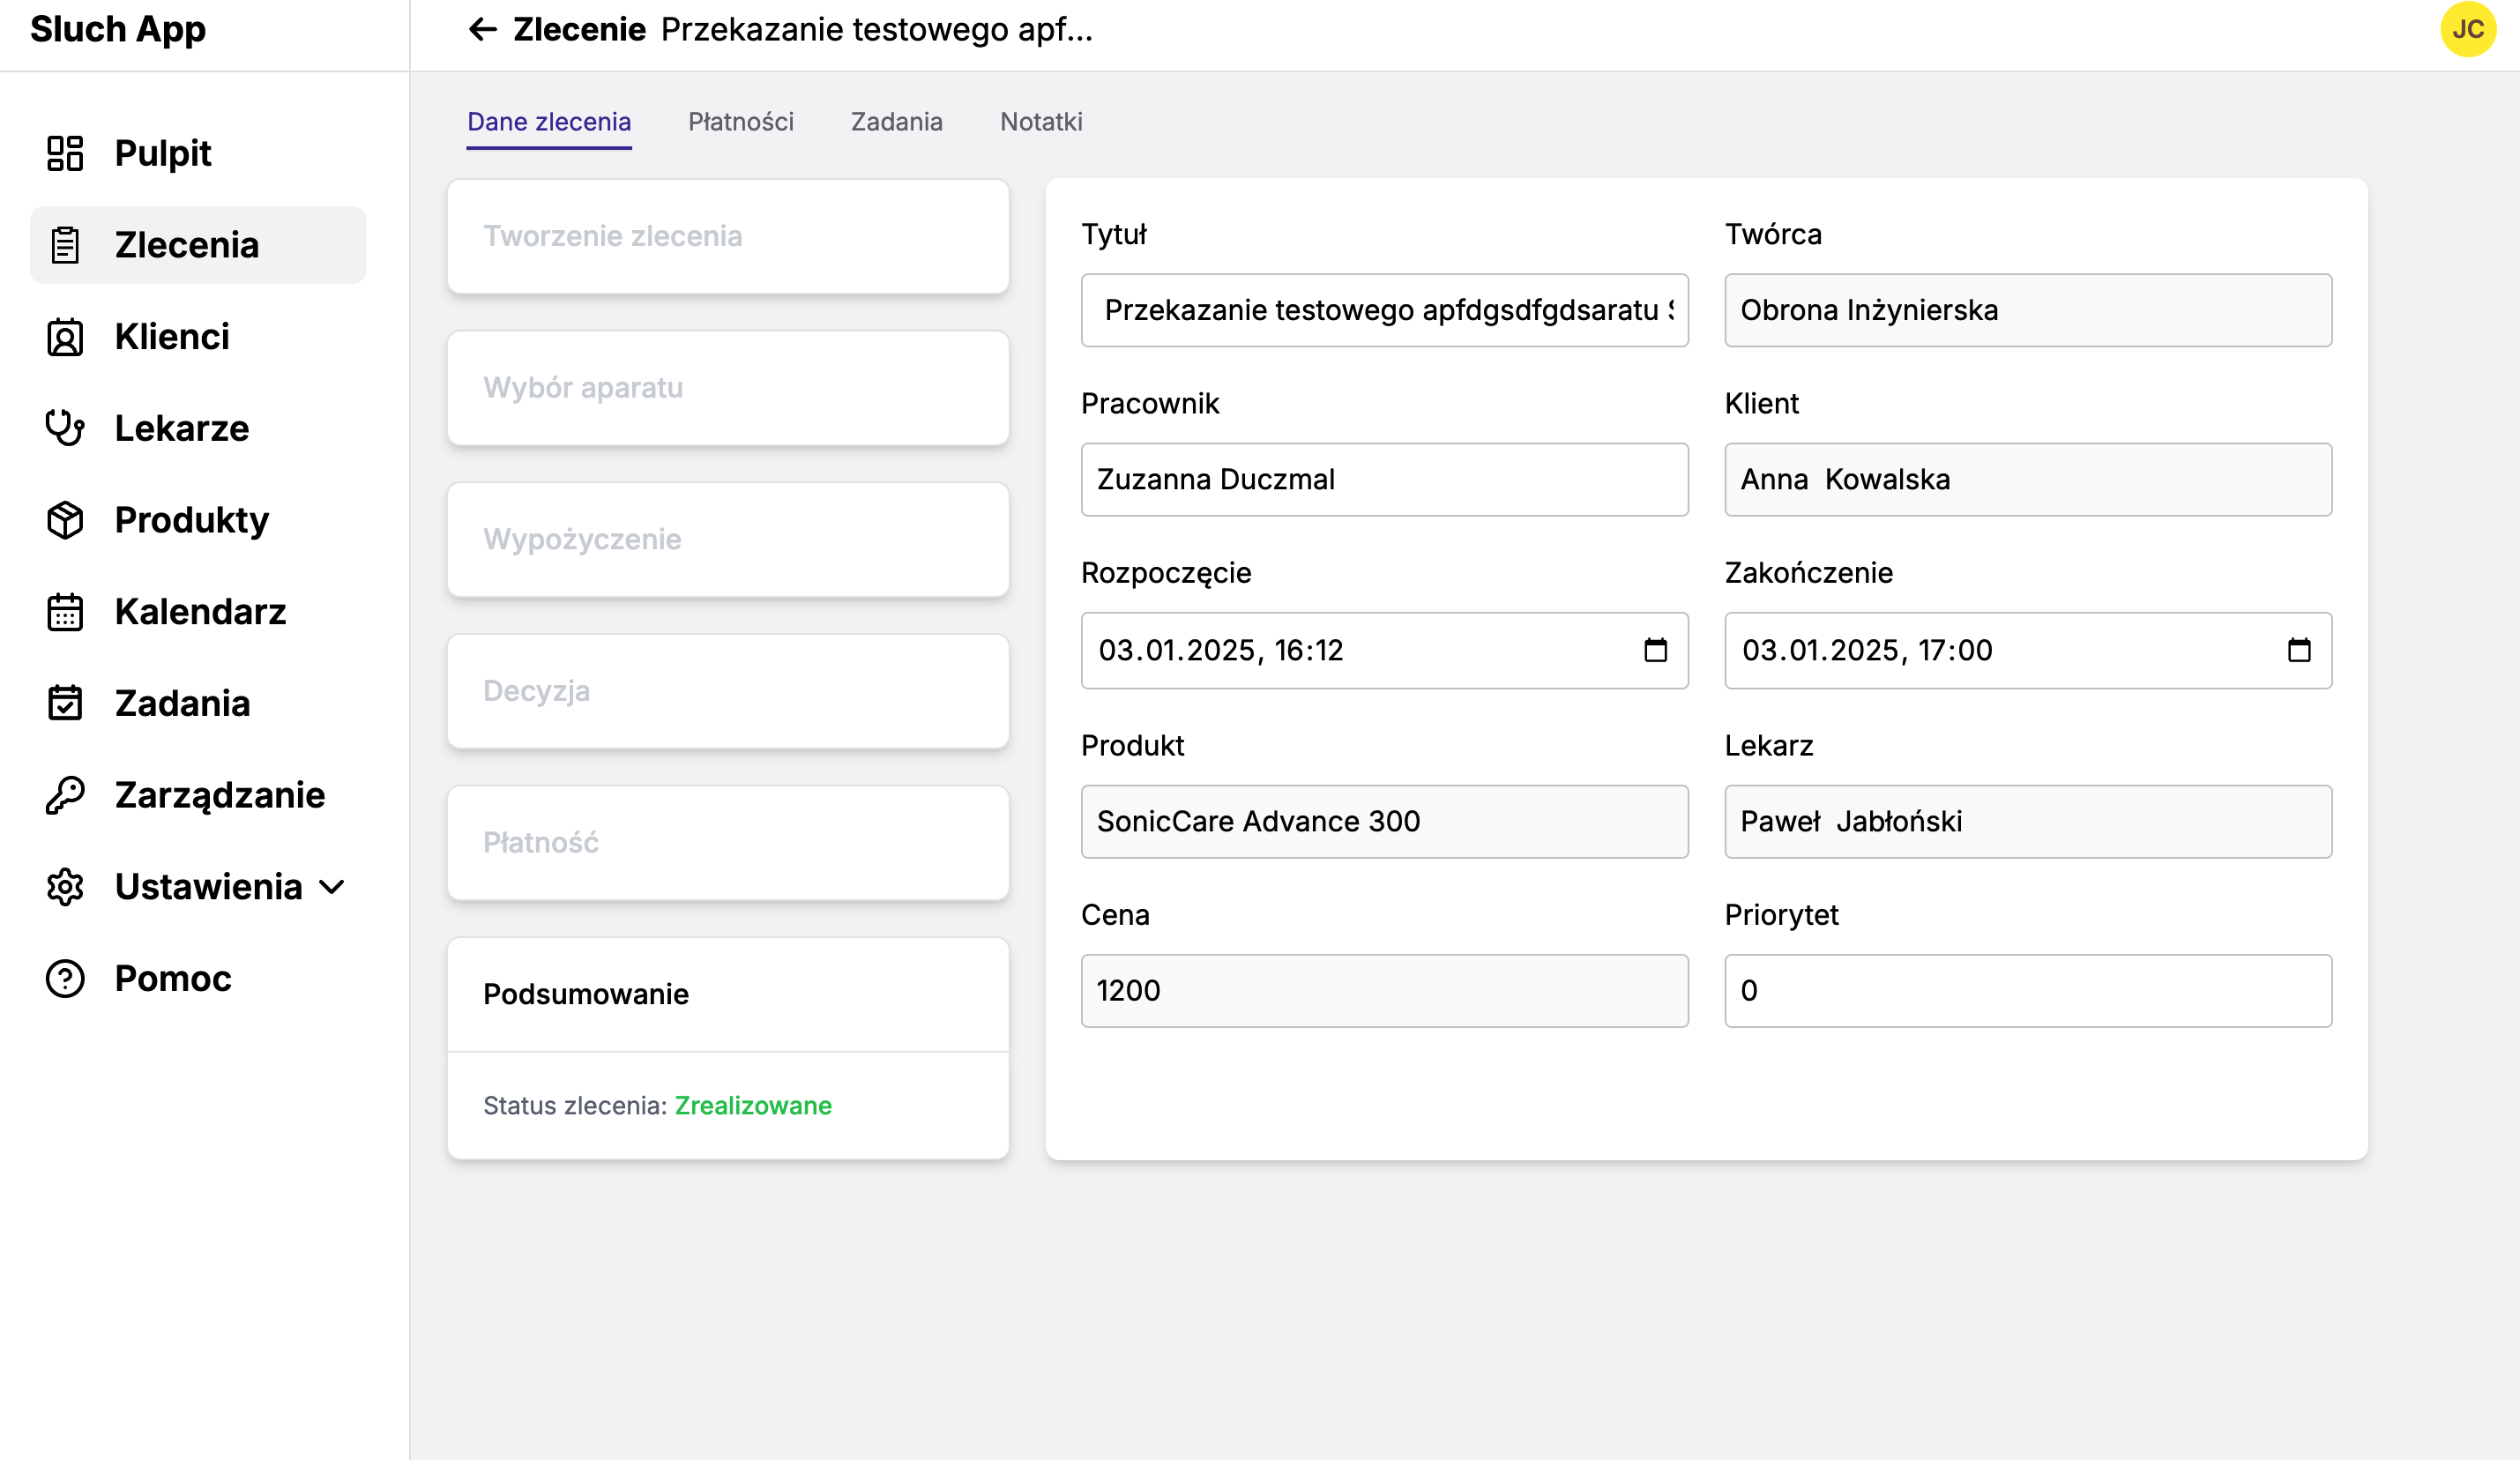 Sluch App
Zlecenie Przekazanie testowego apf...
JC
Pulpit
Zlecenia
Klienci
Lekarze
Produkty
Kalendarz
Zadania
Zarządzanie
Ustawienia
Pomoc
Dane zlecenia Płatności Zadania Notatki
Tworzenie zlecenia
Wybór aparatu
Wypożyczenie
Decyzja
Płatność
Podsumowanie
Status zlecenia: Zrealizowane
Tytuł
Przekazanie testowego apfdgsdfgdsaratu
Twórca
Obrona Inżynierska
Pracownik
Zuzanna Duczmal
Klient
Anna Kowalska
Rozpoczęcie
03.01.2025, 16:12
Zakończenie
03.01.2025, 17:00
Produkt
SonicCare Advance 300
Lekarz
Paweł Jabłoński
Cena
1200
Priorytet
0